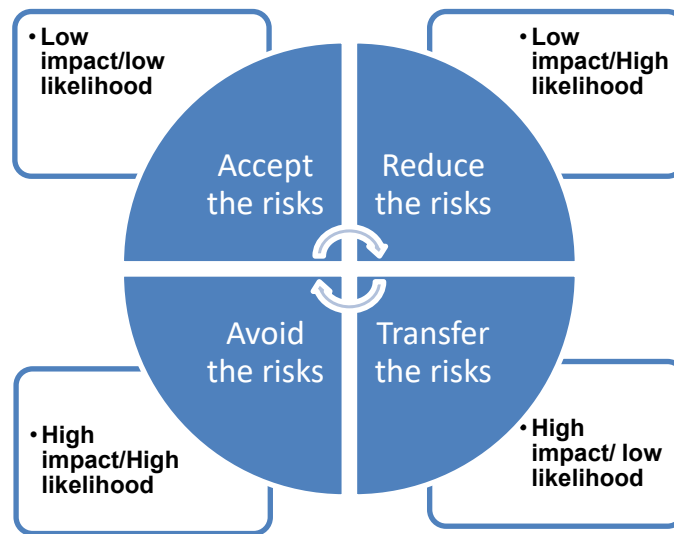 • Low
impact/low
likelihood
• Low
impact/High
likelihood
Accept
the risks
Reduce
the risks
Avoid
the risks
Transfer
the risks
• High
impact/High
likelihood
• High
impact/ low
likelihood